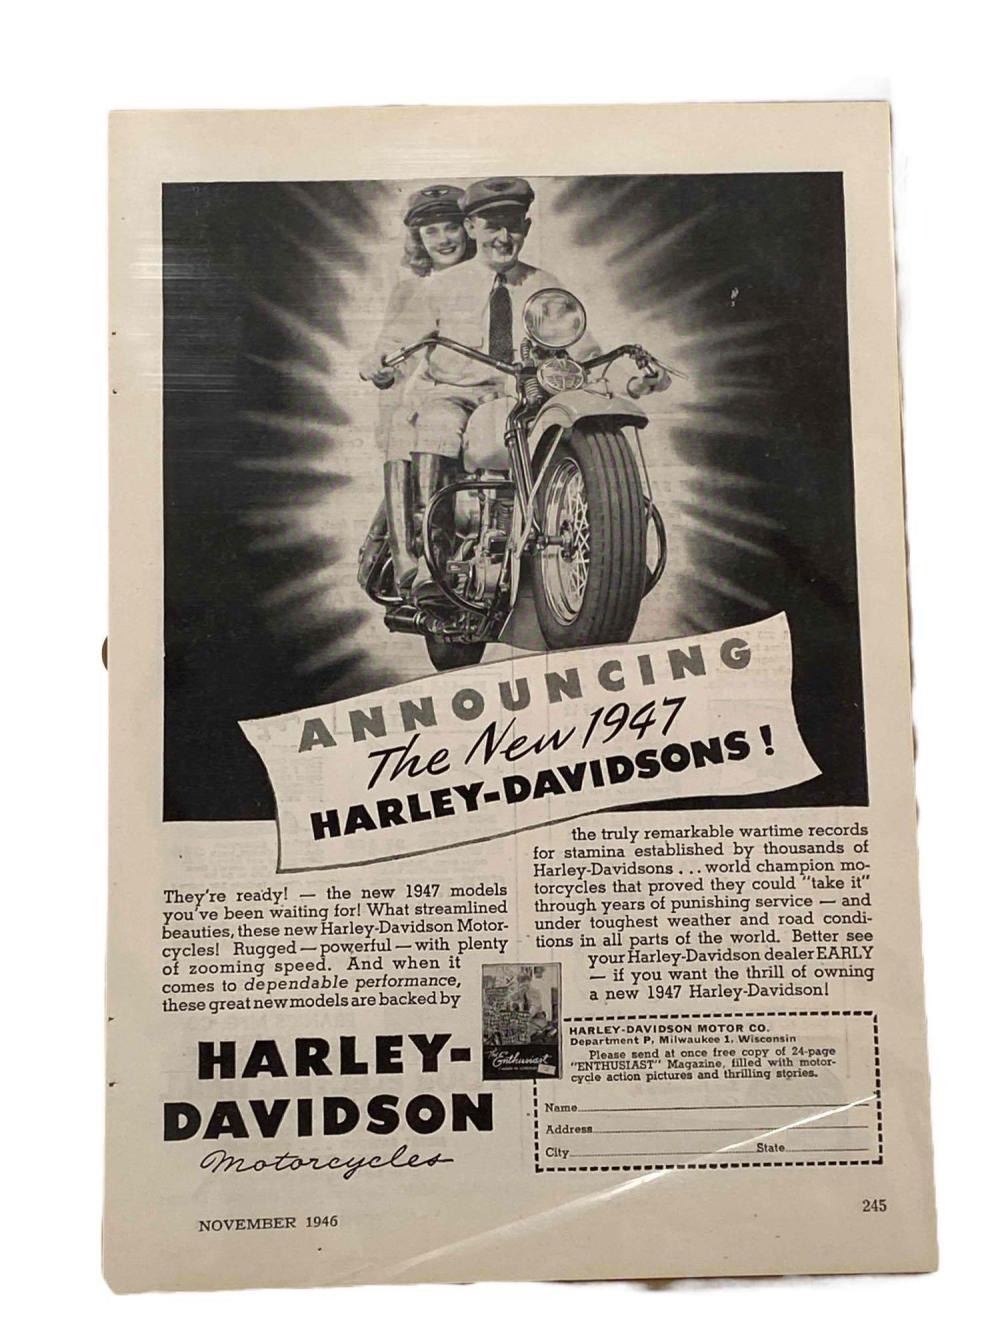 ANNOUNCING
The New 1947
HARLEY-DAVIDSONS!
They're ready! — the new 1947 models
you've been waiting for! What streamlined
beauties, these new Harley-Davidson Motor-
cycles! Rugged — powerful — with plenty
of zooming speed. And when it
comes to dependable performance,
these great new models are backed by
the truly remarkable wartime records
for stamina established by thousands of
Harley-Davidsons . . . world champion mo-
torcycles that proved they could "take it"
through years of punishing service — and
under toughest weather and road condi-
tions in all parts of the world. Better see
your Harley-Davidson dealer EARLY
— if you want the thrill of owning
a new 1947 Harley-Davidson!
HARLEY-
DAVIDSON
Motorcycles
The
Enthusiast
HARLEY-DAVIDSON MOTOR CO.
Department P, Milwaukee 1, Wisconsin
Please send at once free copy of 24-page
"ENTHUSIAST" Magazine, filled with motor-
cycle action pictures and thrilling stories.
Name
Address
City State
NOVEMBER 1946
245